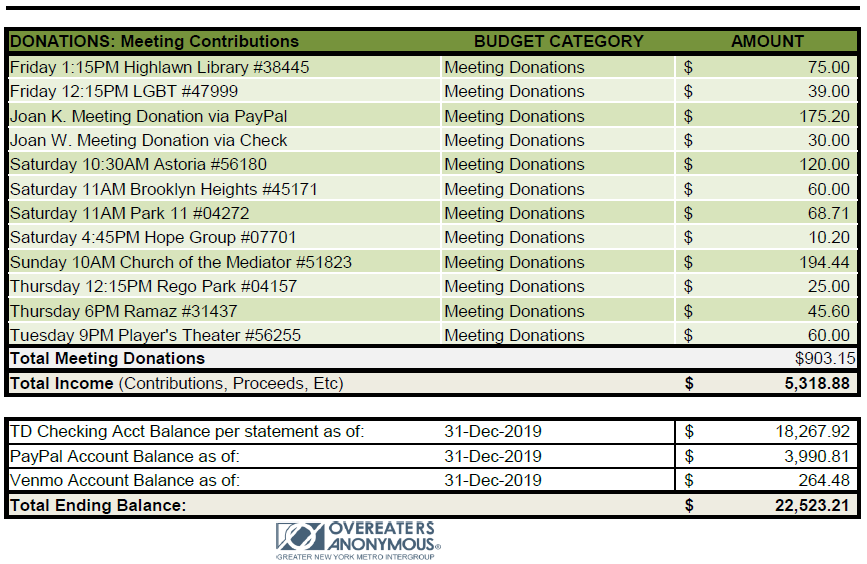 DONATIONS: Meeting Contributions BUDGET CATEGORY AMOUNT
Friday 1:15PM Highlawn Library #38445 Meeting Donations $ 75.00
Friday 12:15PM LGBT #47999 Meeting Donations $ 39.00
Joan K. Meeting Donation via PayPal Meeting Donations $ 175.20
Joan W. Meeting Donation via Check Meeting Donations $ 30.00
Saturday 10:30AM Astoria #56180 Meeting Donations $ 120.00
Saturday 11AM Brooklyn Heights #45171 Meeting Donations $ 60.00
Saturday 11AM Park 11 #04272 Meeting Donations $ 68.71
Saturday 4:45PM Hope Group #07701 Meeting Donations $ 10.20
Sunday 10AM Church of the Mediator #51823 Meeting Donations $ 194.44
Thursday 12:15PM Rego Park #04157 Meeting Donations $ 25.00
Thursday 6PM Ramaz #31437 Meeting Donations $ 45.60
Tuesday 9PM Player's Theater #56255 Meeting Donations $ 60.00
Total Meeting Donations $903.15
Total Income (Contributions, Proceeds, Etc) $ 5,318.88
TD Checking Acct Balance per statement as of: 31-Dec-2019 $ 18,267.92
PayPal Account Balance as of: 31-Dec-2019 $ 3,990.81
Venmo Account Balance as of: 31-Dec-2019 $ 264.48
Total Ending Balance: $ 22,523.21
OVEREATERS
ANONYMOUS®
GREATER NEW YORK METRO INTERGROUP